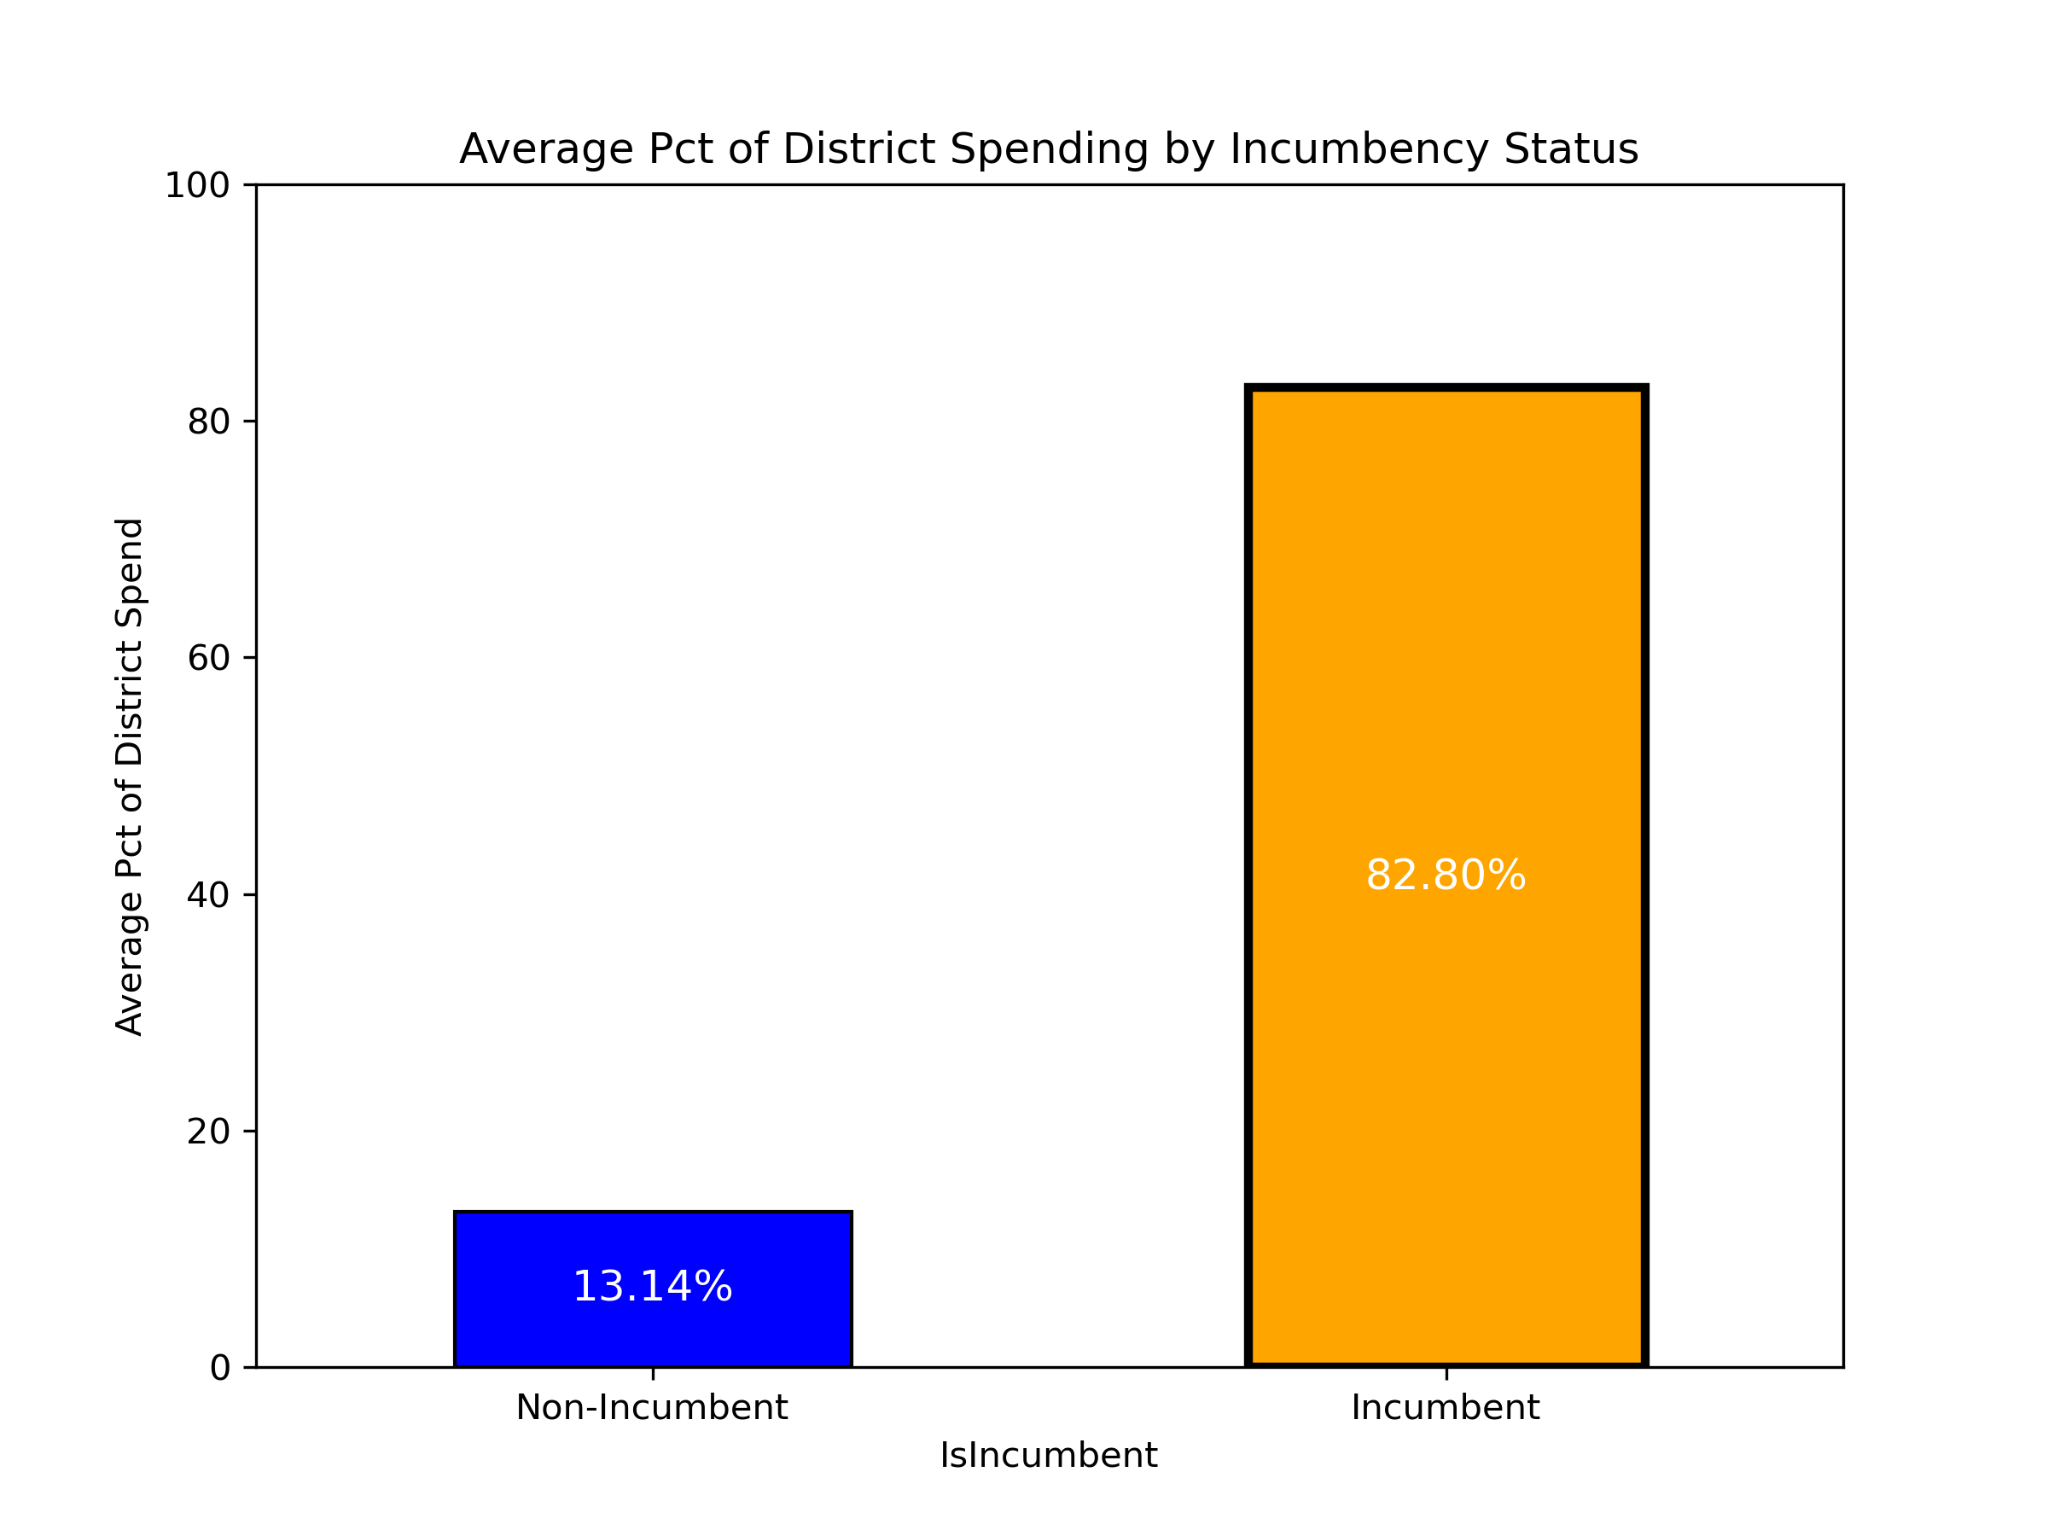 Average Pct of District Spending by Incumbency Status
100
80
60
40
20
0
Average Pct of District Spend
82.80%
13.14%
Non-Incumbent
Incumbent
IsIncumbent